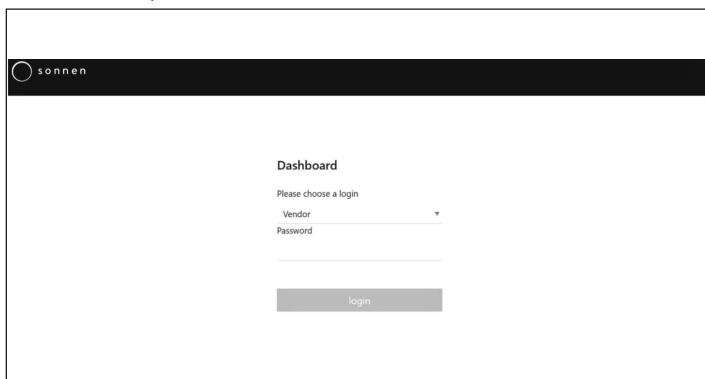 sonnen
Dashboard
Please choose a login
Vendor
Password
login